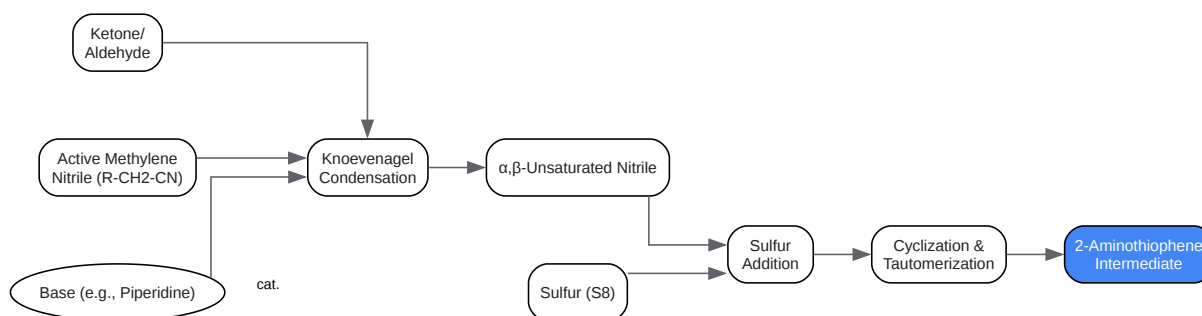 Ketone/
Aldehyde
Active Methylene
Nitrile (R-CH2-CN)
Knoevenagel
Condensation
α,β-Unsaturated Nitrile
Base (e.g., Piperidine)
cat.
Sulfur (S8)
Sulfur
Addition
Cyclization &
Tautomerization
2-Aminothiophene
Intermediate